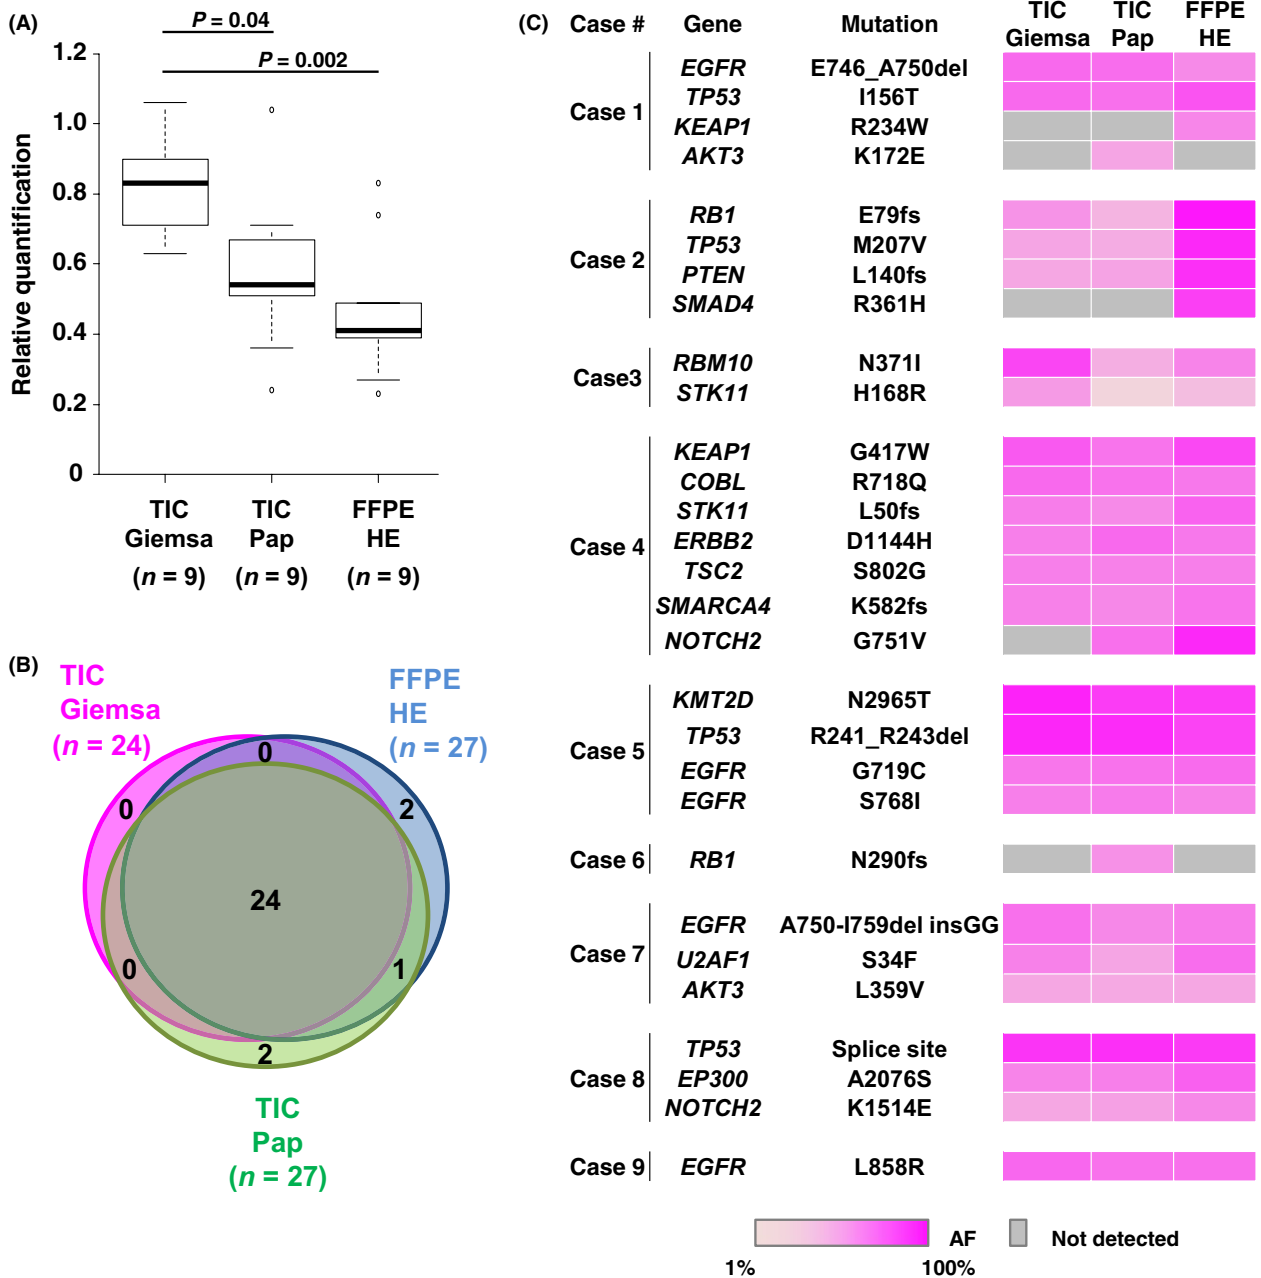 (A)
P = 0.04
P = 0.002
Relative quantification
1.2
1.0
0.8
0.6
0.4
0.2
0
TIC Giemsa (n = 9)
TIC Pap (n = 9)
FFPE HE (n = 9)
(B)
TIC Giemsa (n = 24)
FFPE HE (n = 27)
0
0
2
24
0
1
2
TIC Pap (n = 27)
(C) Case # Gene Mutation TIC Giemsa TIC Pap FFPE HE
Case 1
EGFR E746_A750del
TP53 I156T
KEAP1 R234W
AKT3 K172E
Case 2
RB1 E79fs
TP53 M207V
PTEN L140fs
SMAD4 R361H
Case3
RBM10 N371I
STK11 H168R
Case 4
KEAP1 G417W
COBL R718Q
STK11 L50fs
ERBB2 D1144H
TSC2 S802G
SMARCA4 K582fs
NOTCH2 G751V
Case 5
KMT2D N2965T
TP53 R241_R243del
EGFR G719C
EGFR S768I
Case 6
RB1 N290fs
Case 7
EGFR A750-I759del insGG
U2AF1 S34F
AKT3 L359V
Case 8
TP53 Splice site
EP300 A2076S
NOTCH2 K1514E
Case 9
EGFR L858R
AF
1% 100%
Not detected